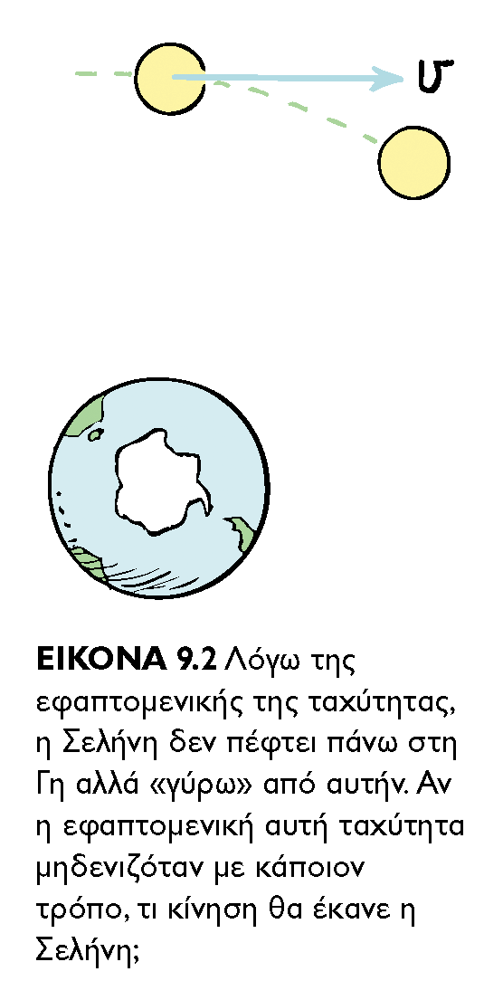 υ
ΕΙΚΟΝΑ 9.2 Λόγω της
εφαπτομενικής της ταχύτητας,
η Σελήνη δεν πέφτει πάνω στη
Γη αλλά «γύρω» από αυτήν. Αν
η εφαπτομενική αυτή ταχύτητα
μηδενιζόταν με κάποιον
τρόπο, τι κίνηση θα έκανε η
Σελήνη;